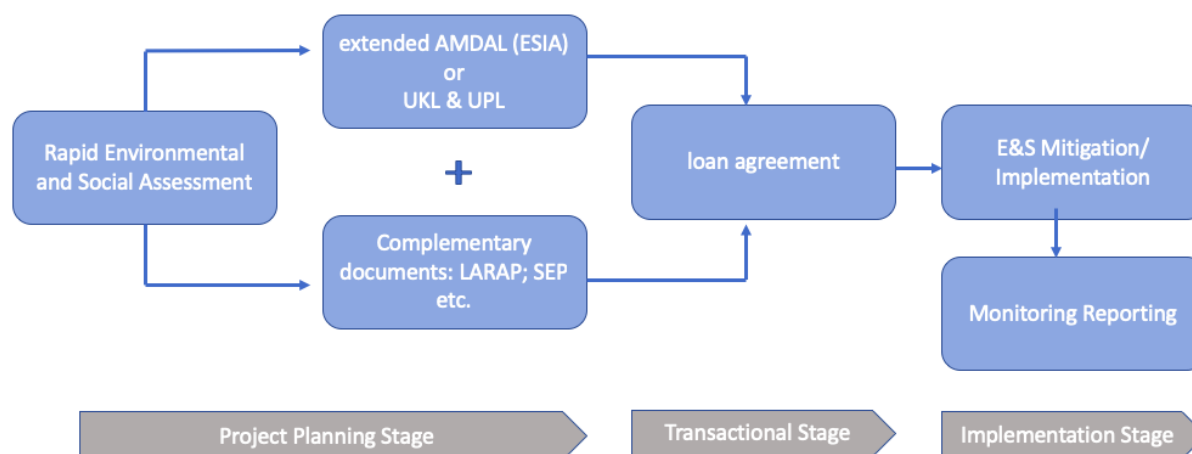 Rapid Environmental
and Social Assessment
extended AMDAL (ESIA)
or
UKL & UPL
+
Complementary
documents: LARAP; SEP
etc.
loan agreement
E&S Mitigation/
Implementation
Monitoring Reporting
Project Planning Stage
Transactional Stage
Implementation Stage